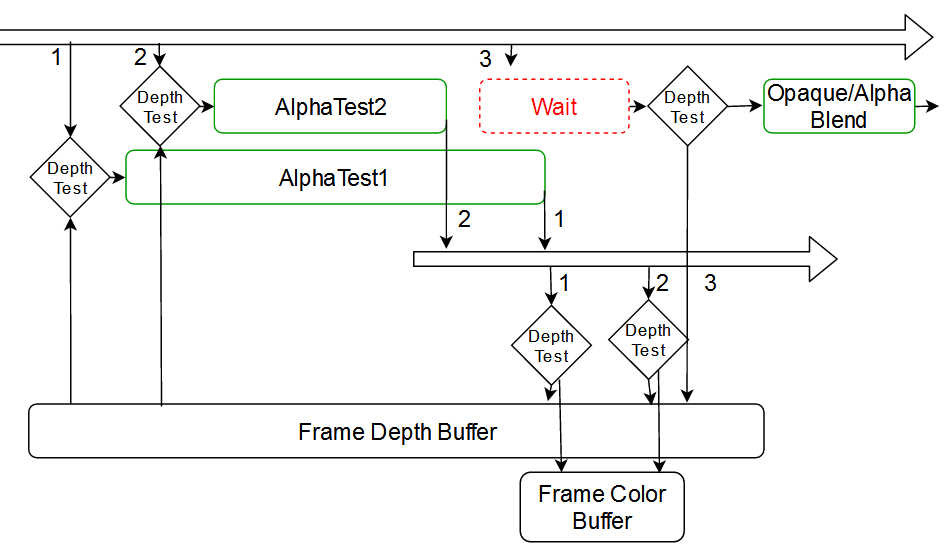 1
2
3
Depth
Test
AlphaTest2
Wait
Depth
Test
Opaque/Alpha
Blend
Depth
Test
AlphaTest1
2
1
1
2
3
Depth
Test
Depth
Test
Frame Depth Buffer
Frame Color
Buffer